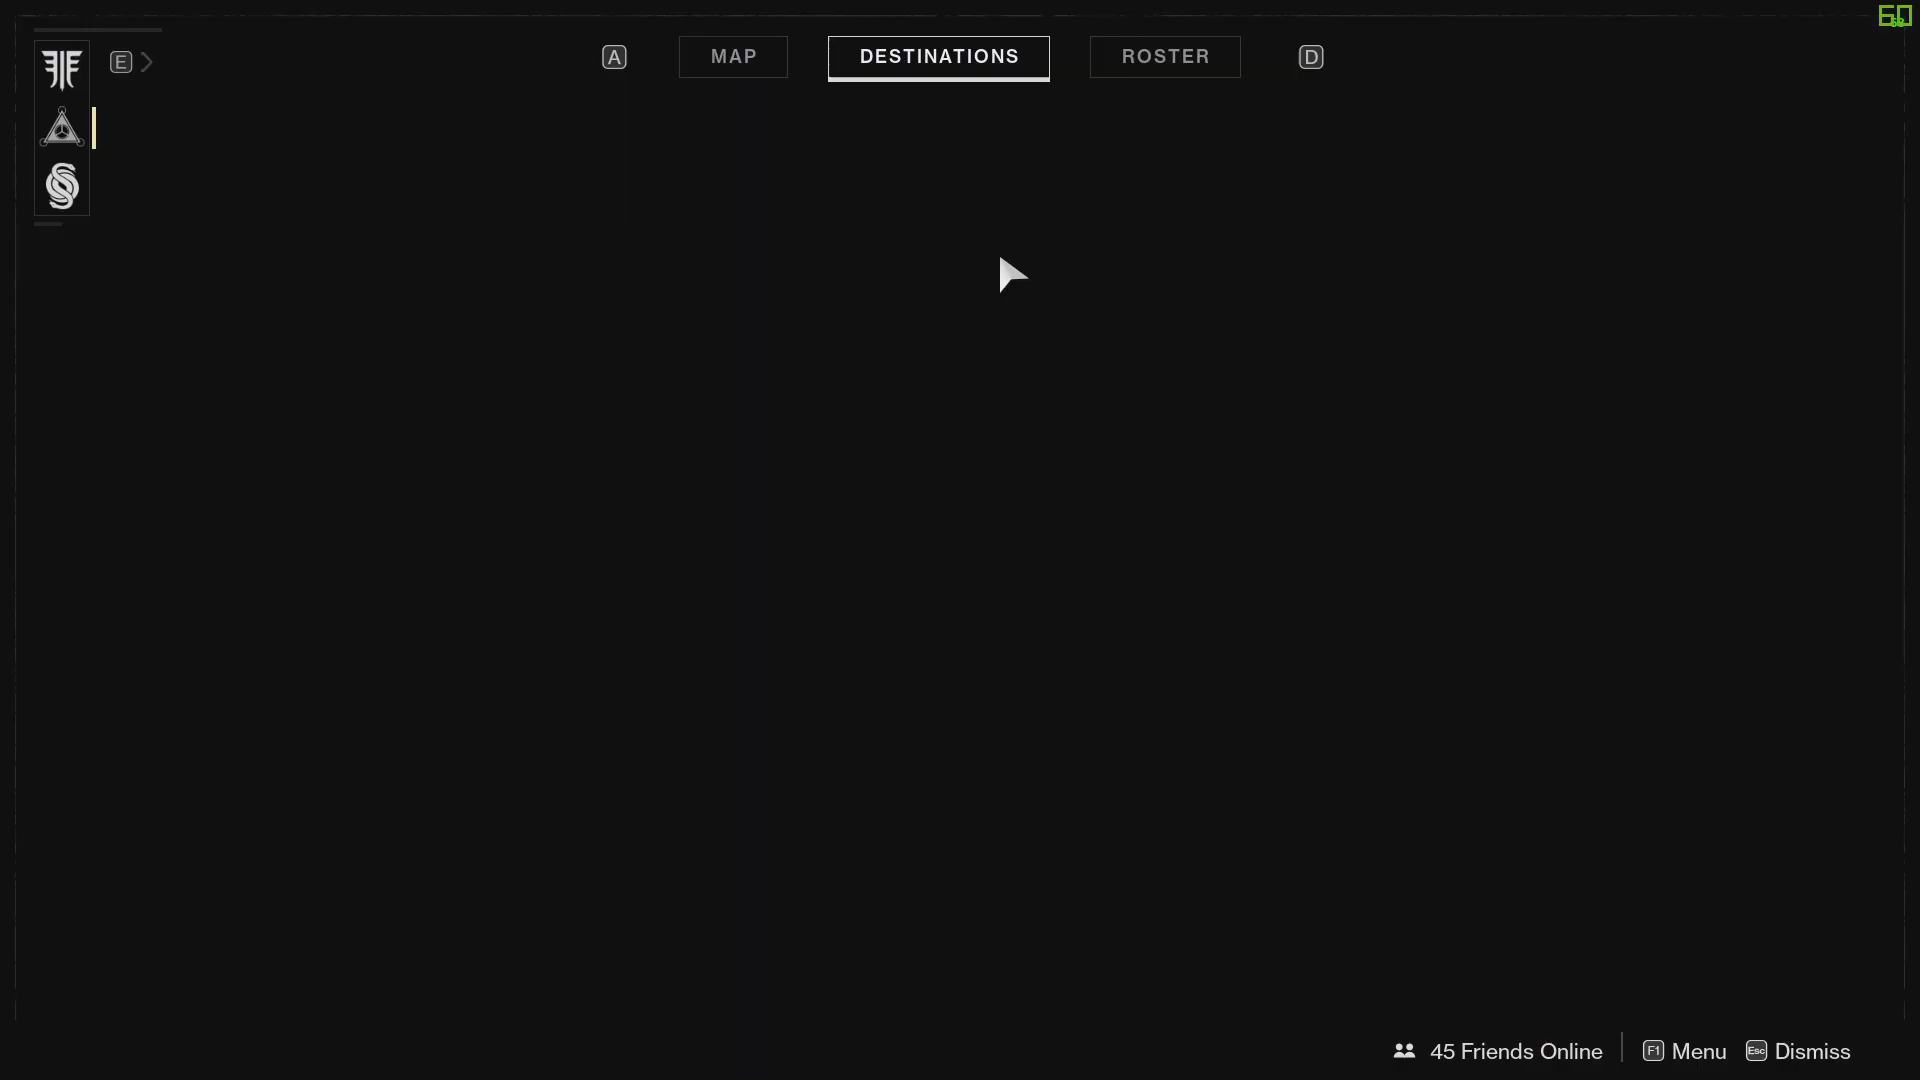 60
E
A
MAP
DESTINATIONS
ROSTER
D
45 Friends Online
F1 Menu
Esc Dismiss